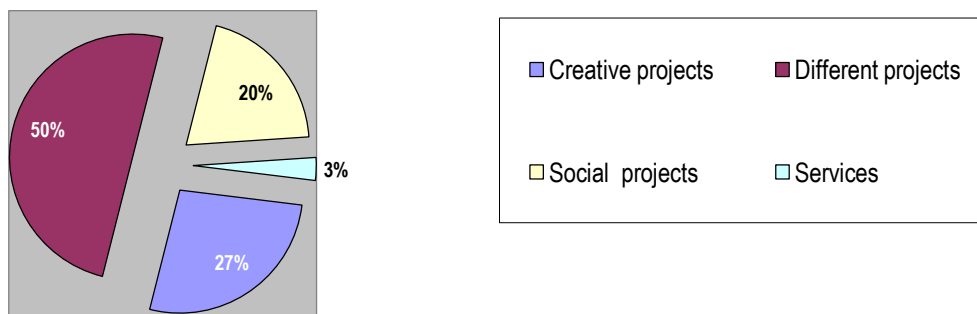 20%
50%
3%
27%
Creative projects
Different projects
Social projects
Services